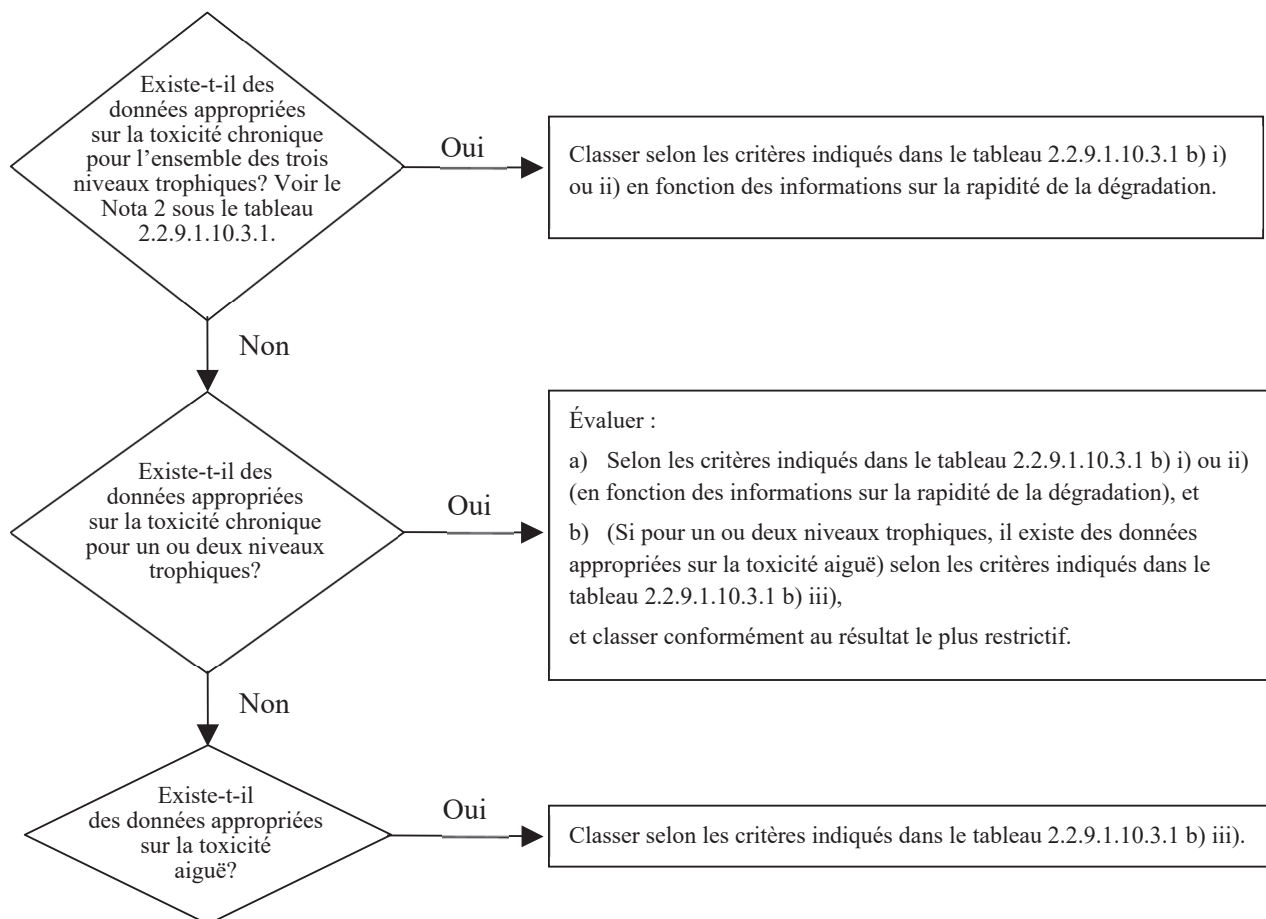 Existe-t-il des
données appropriées
sur la toxicité chronique
pour l'ensemble des trois
niveaux trophiques? Voir le
Nota 2 sous le tableau
2.2.9.1.10.3.1.
Oui
Classer selon les critères indiqués dans le tableau 2.2.9.1.10.3.1 b) i)
ou ii) en fonction des informations sur la rapidité de la dégradation.
Non
Existe-t-il des
données appropriées
sur la toxicité chronique
pour un ou deux niveaux
trophiques?
Oui
Évaluer :
a) Selon les critères indiqués dans le tableau 2.2.9.1.10.3.1 b) i) ou ii)
(en fonction des informations sur la rapidité de la dégradation), et
b) (Si pour un ou deux niveaux trophiques, il existe des données
appropriées sur la toxicité aiguë) selon les critères indiqués dans le
tableau 2.2.9.1.10.3.1 b) iii),
et classer conformément au résultat le plus restrictif.
Non
Existe-t-il
des données appropriées
sur la toxicité
aiguë?
Oui
Classer selon les critères indiqués dans le tableau 2.2.9.1.10.3.1 b) iii).